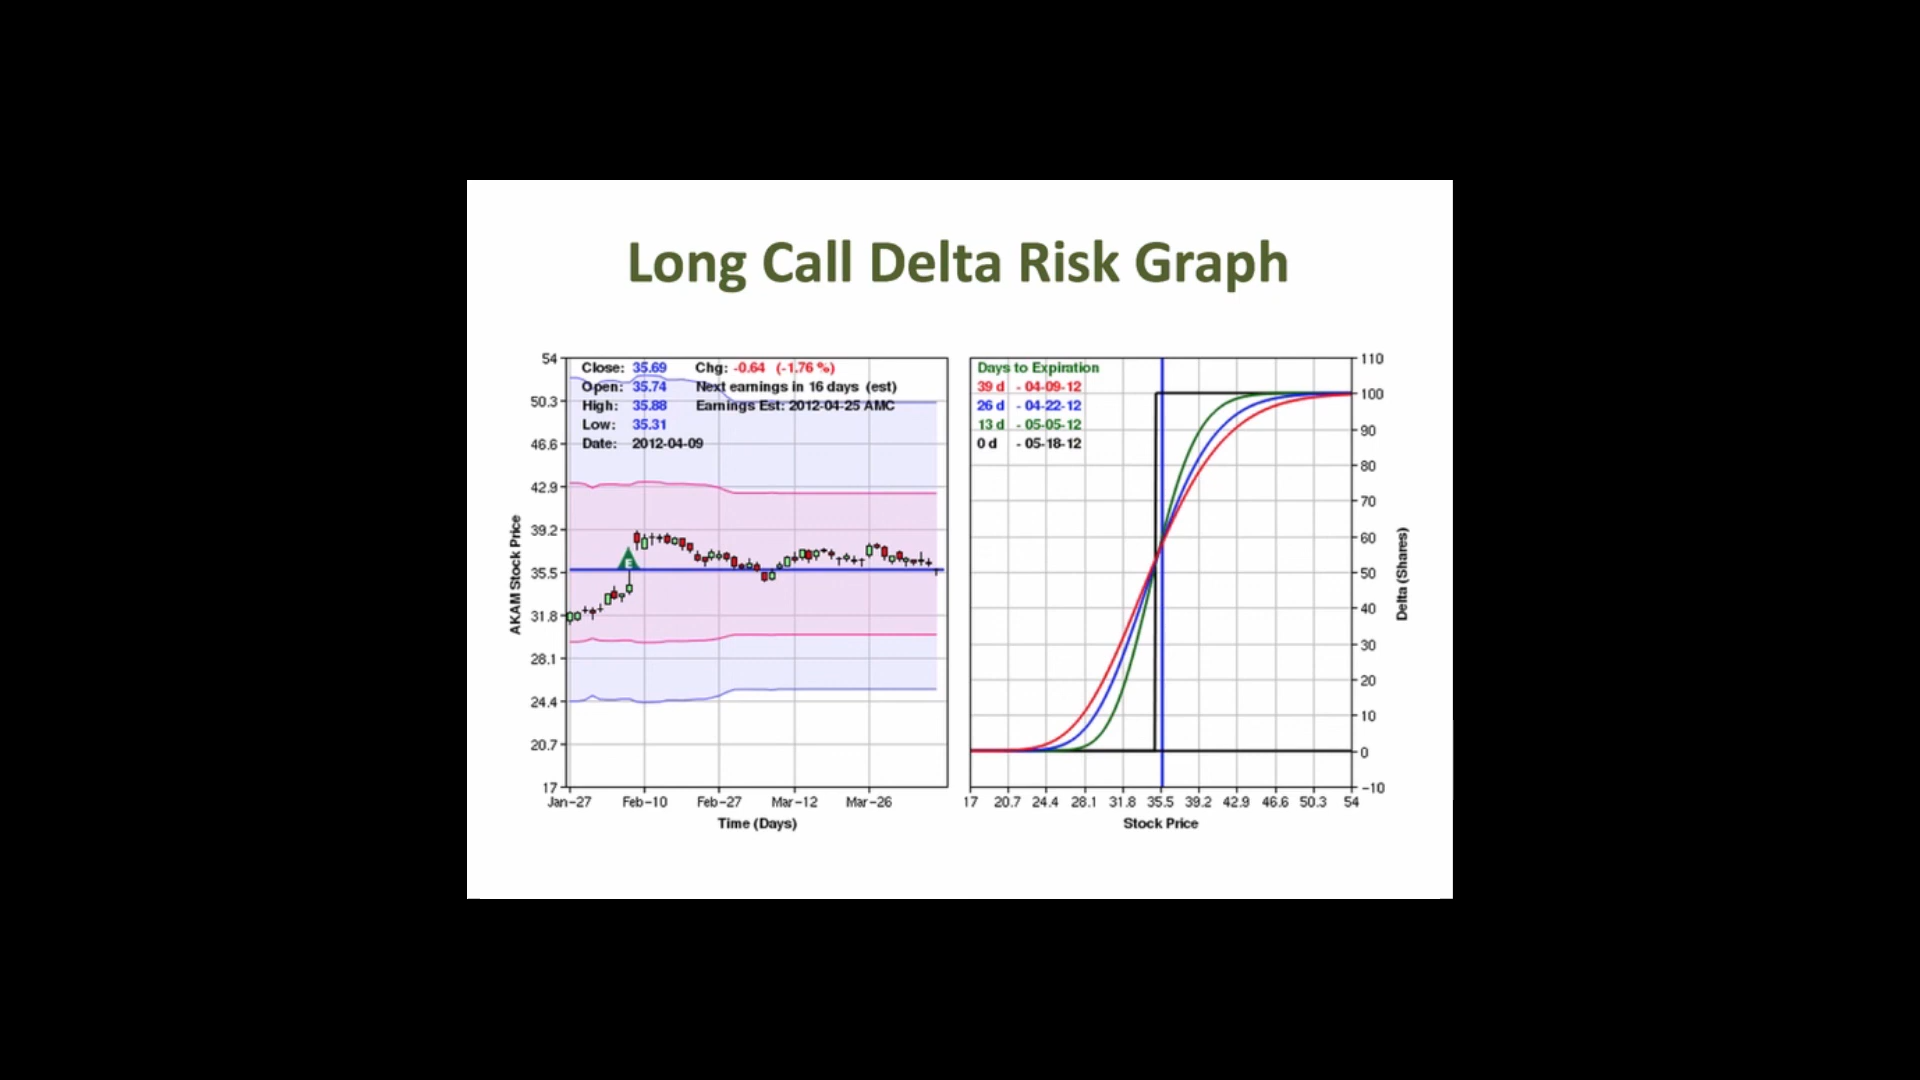 Long Call Delta Risk Graph
Close: 35.69 Chg: -0.64 (-1.76 %)
Open: 35.74 Next earnings in 16 days (est)
High: 35.88 Earnings Est: 2012-04-25 AMC
Low: 35.31
Date: 2012-04-09
54
50.3
46.6
42.9
39.2
35.5
31.8
28.1
24.4
20.7
17
AKAM Stock Price
E
Jan-27 Feb-10 Feb-27 Mar-12 Mar-26
Time (Days)
Days to Expiration
39 d - 04-09-12
26 d - 04-22-12
13 d - 05-05-12
0 d - 05-18-12
110
100
90
80
70
60
50
40
30
20
10
0
-10
Delta (Shares)
17 20.7 24.4 28.1 31.8 35.5 39.2 42.9 46.6 50.3 54
Stock Price